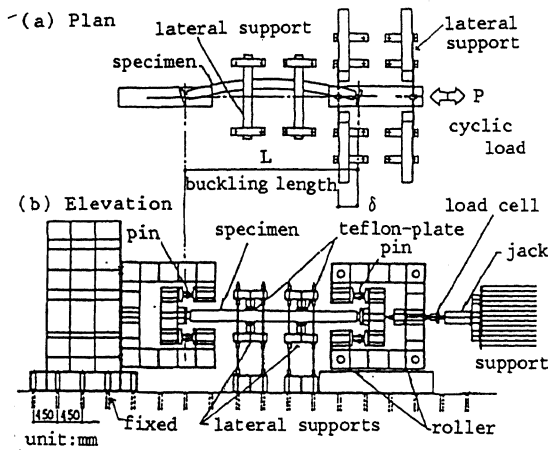 (a) Plan
lateral support
specimen
lateral
support
P
cyclic
load
L
buckling length
δ
(b) Elevation
pin
specimen
teflon-plate
pin
load cell
jack
support
450 450
fixed
lateral supports
roller
unit:mm